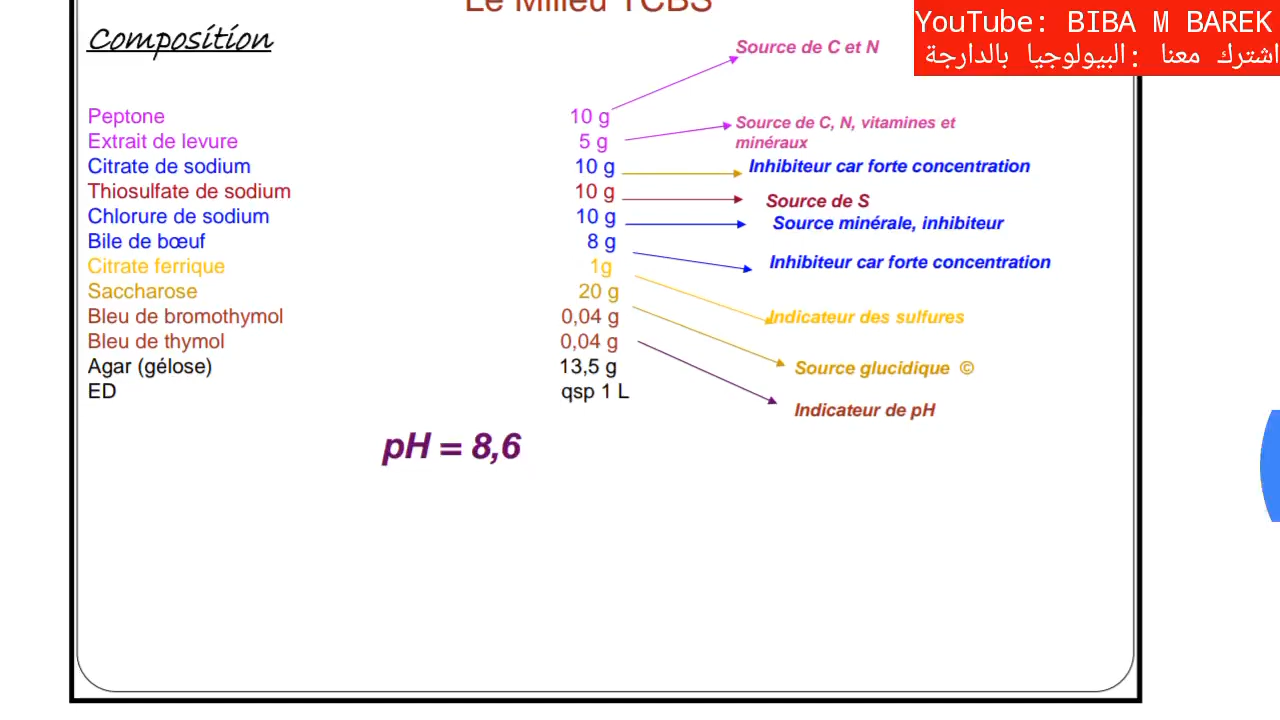 Le Milieu TCBS
Composition
YouTube: BIBA M BAREK
اشترك معنا :البيولوجيا بالدارجة
Source de C et N
Peptone 10 g
Extrait de levure 5 g
Source de C, N, vitamines et
minéraux
Citrate de sodium 10 g Inhibiteur car forte concentration
Thiosulfate de sodium 10 g Source de S
Chlorure de sodium 10 g Source minérale, inhibiteur
Bile de bœuf 8 g
Citrate ferrique 1g Inhibiteur car forte concentration
Saccharose 20 g
Bleu de bromothymol 0,04 g Indicateur des sulfures
Bleu de thymol 0,04 g
Agar (gélose) 13,5 g Source glucidique ©
ED qsp 1 L
Indicateur de pH
pH = 8,6